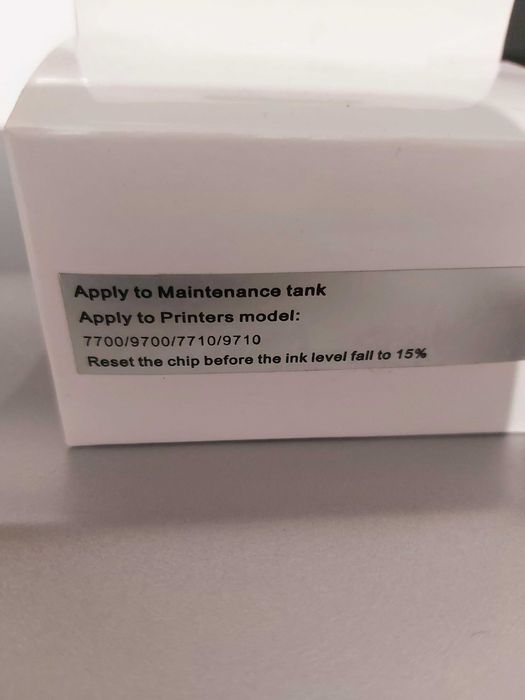 Apply to Maintenance tank
Apply to Printers model:
7700/9700/7710/9710
Reset the chip before the ink level fall to 15%